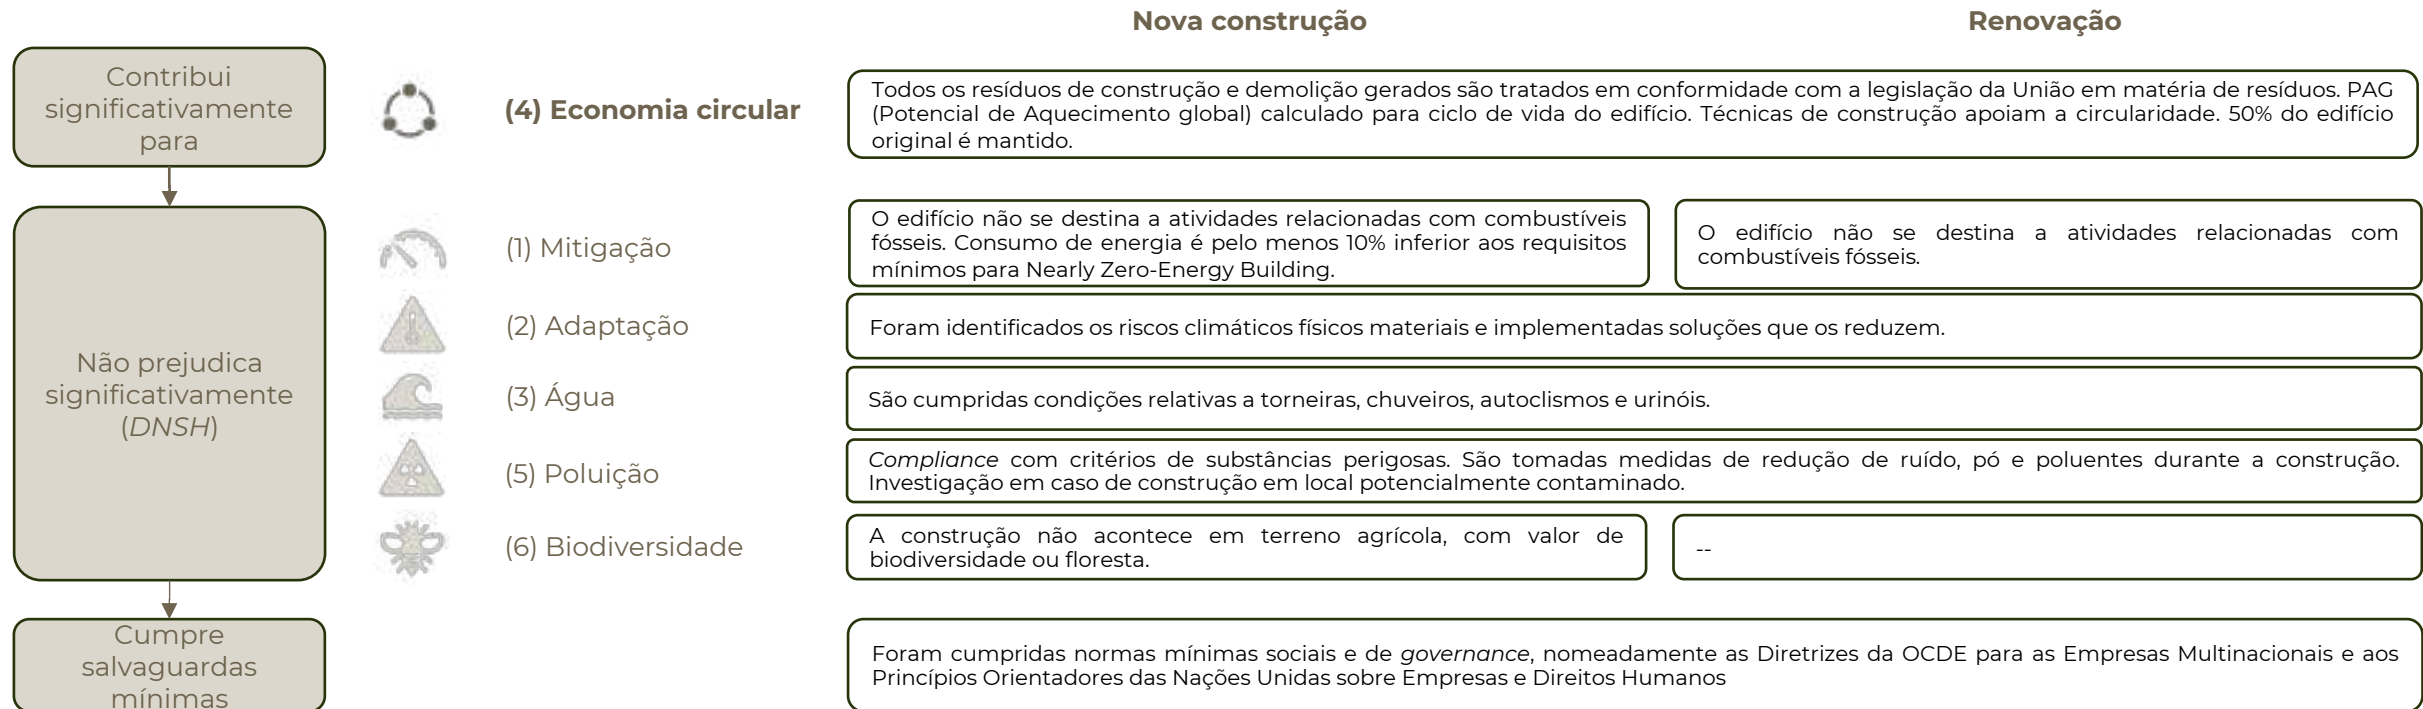 Nova construção
Renovação
Contribui
significativamente
para
(4) Economia circular
Todos os resíduos de construção e demolição gerados são tratados em conformidade com a legislação da União em matéria de resíduos. PAG
(Potencial de Aquecimento global) calculado para ciclo de vida do edifício. Técnicas de construção apoiam a circularidade. 50% do edifício
original é mantido.
Não prejudica
significativamente
(DNSH)
(1) Mitigação
O edifício não se destina a atividades relacionadas com combustíveis
fósseis. Consumo de energia é pelo menos 10% inferior aos requisitos
mínimos para Nearly Zero-Energy Building.
O edifício não se destina a atividades relacionadas com
combustíveis fósseis.
(2) Adaptação
Foram identificados os riscos climáticos físicos materiais e implementadas soluções que os reduzem.
(3) Água
São cumpridas condições relativas a torneiras, chuveiros, autoclismos e urinóis.
(5) Poluição
Compliance com critérios de substâncias perigosas. São tomadas medidas de redução de ruído, pó e poluentes durante a construção.
Investigação em caso de construção em local potencialmente contaminado.
(6) Biodiversidade
A construção não acontece em terreno agrícola, com valor de
biodiversidade ou floresta.
--
Cumpre
salvaguardas
mínimas
Foram cumpridas normas mínimas sociais e de governance, nomeadamente as Diretrizes da OCDE para as Empresas Multinacionais e aos
Princípios Orientadores das Nações Unidas sobre Empresas e Direitos Humanos